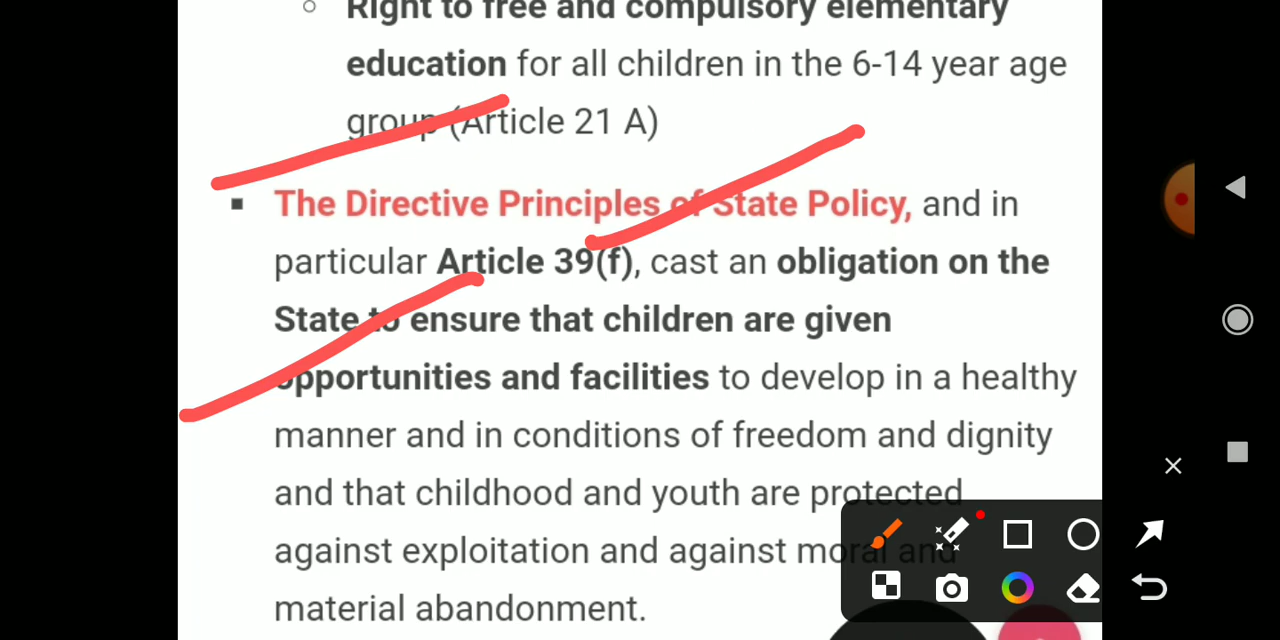 Right to free and compulsory elementary
education for all children in the 6-14 year age
group (Article 21 A)
The Directive Principles of State Policy, and in
particular Article 39(f), cast an obligation on the
State to ensure that children are given
opportunities and facilities to develop in a healthy
manner and in conditions of freedom and dignity
and that childhood and youth are protected
against exploitation and against moral and
material abandonment.